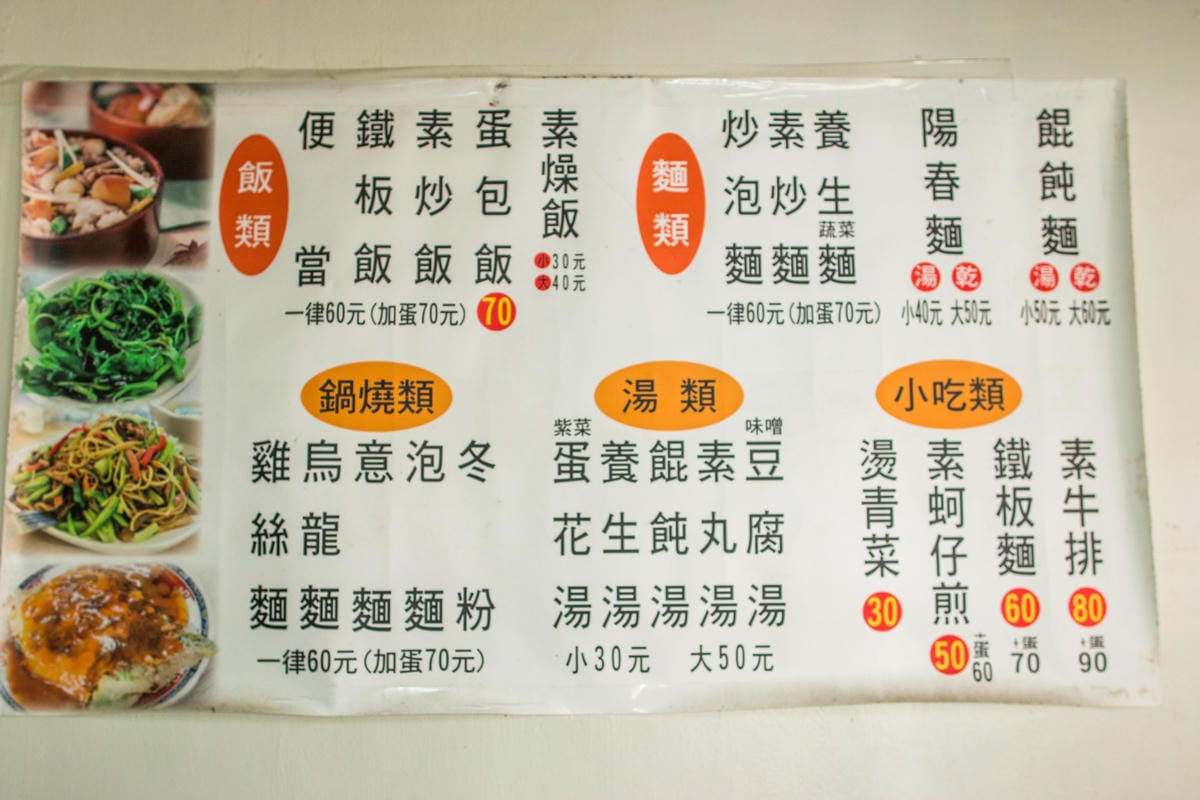 飯類
便當
鐵板飯
素炒飯
蛋包飯
70
素燥飯
小30元
大40元
一律60元(加蛋70元)
麵類
炒泡麵
素炒麵
養生蔬菜麵
一律60元(加蛋70元)
陽春麵
湯 乾
小40元 大50元
餛飩麵
湯 乾
小50元 大60元
鍋燒類
雞絲麵
烏龍麵
意麵
泡麵
冬粉
一律60元(加蛋70元)
湯類
紫菜蛋花湯
養生湯
餛飩湯
素丸湯
味噌豆腐湯
小30元 大50元
小吃類
燙青菜
30
素蚵仔煎
50
+蛋60
鐵板麵
60
+蛋70
素牛排
80
+蛋90